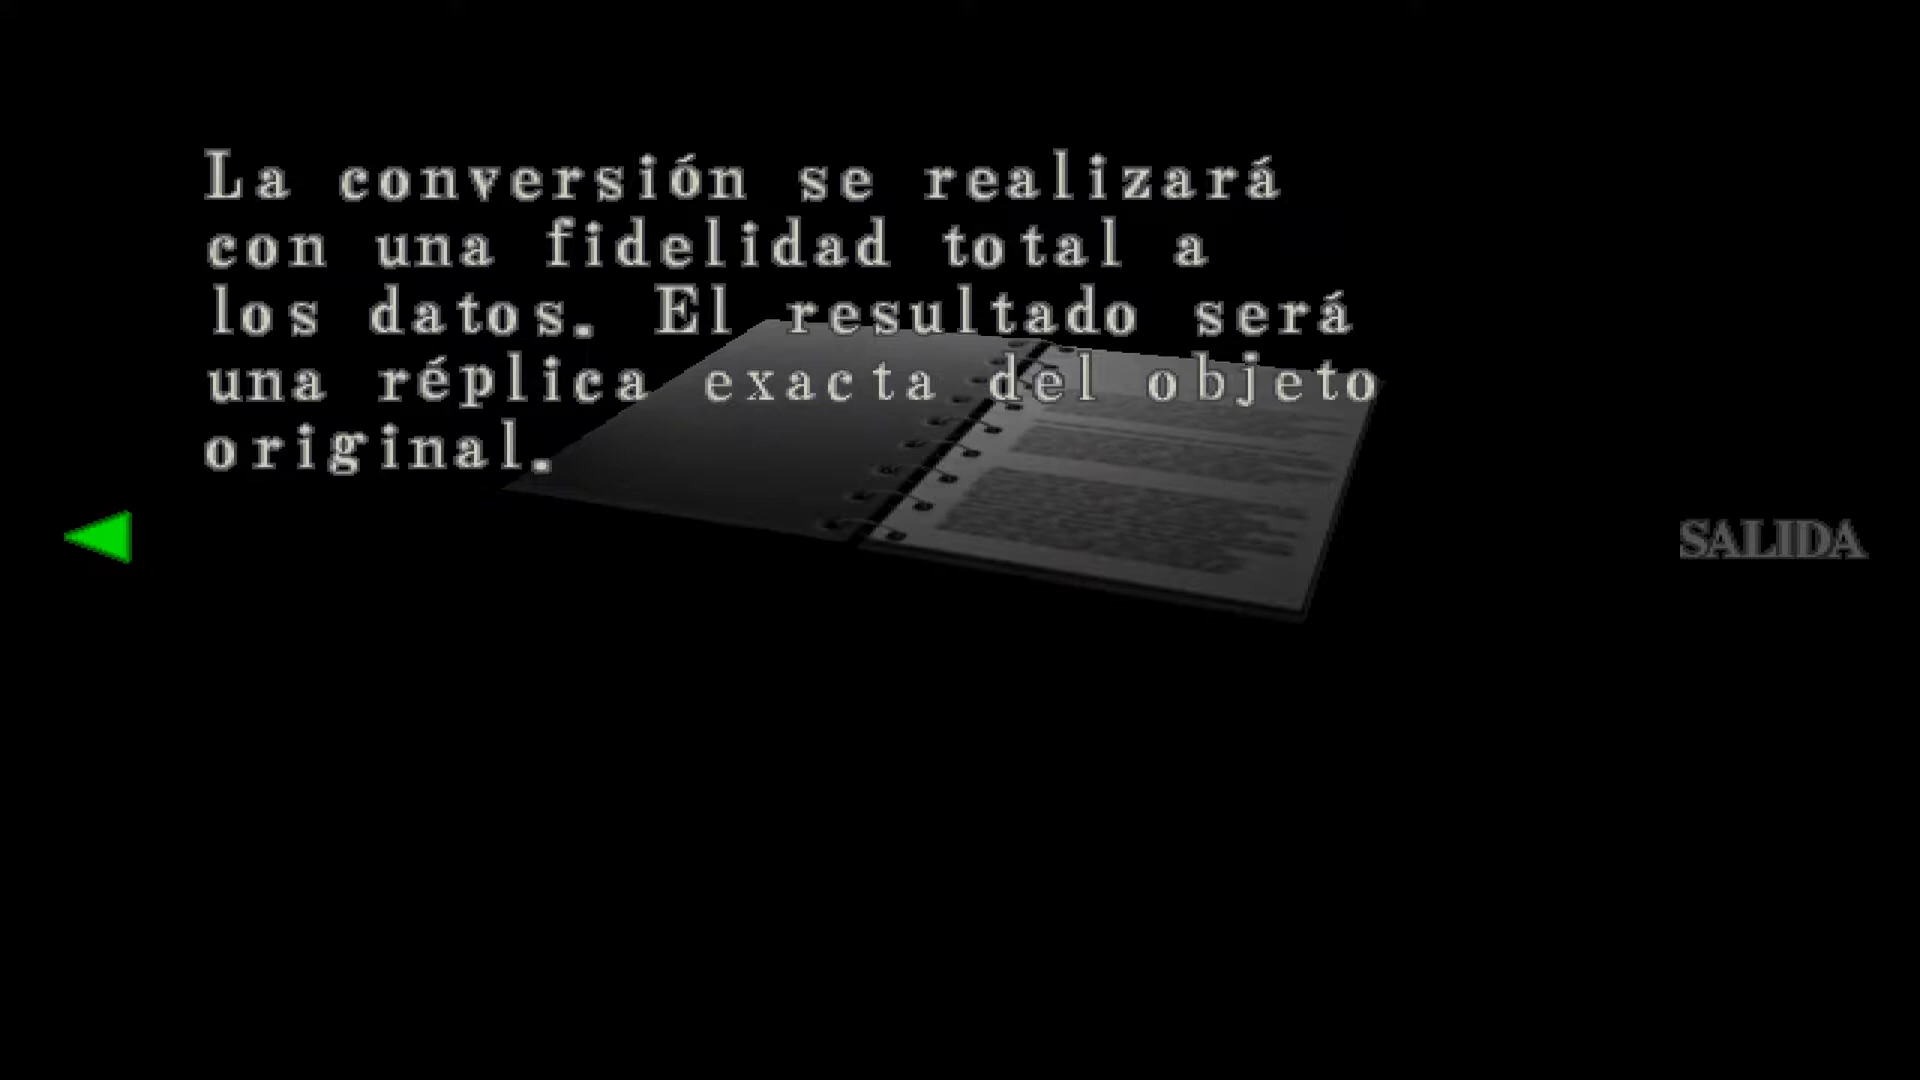 La conversión se realizará
con una fidelidad total a
los datos. El resultado será
una réplica exacta del objeto
original.
SALIDA